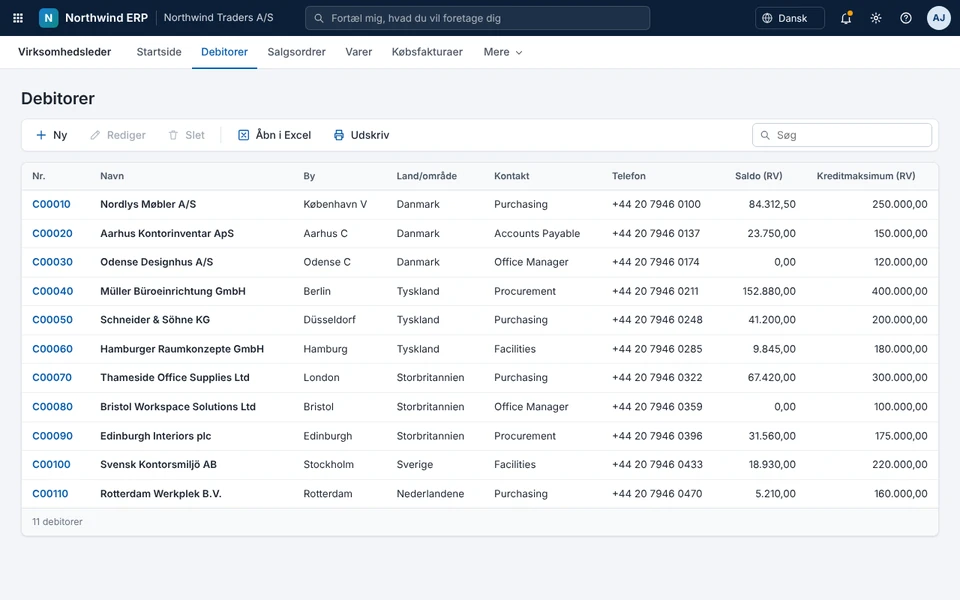 N Northwind ERP Northwind Traders A/S Fortæl mig, hvad du vil foretage dig Dansk AJ
Virksomhedsleder Startside Debitorer Salgsordrer Varer Købsfakturaer Mere
Debitorer
Ny Rediger Slet Åbn i Excel Udskriv Søg
Nr. Navn By Land/område Kontakt Telefon Saldo (RV) Kreditmaksimum (RV)
C00010 Nordlys Møbler A/S København V Danmark Purchasing +44 20 7946 0100 84.312,50 250.000,00
C00020 Aarhus Kontorinventar ApS Aarhus C Danmark Accounts Payable +44 20 7946 0137 23.750,00 150.000,00
C00030 Odense Designhus A/S Odense C Danmark Office Manager +44 20 7946 0174 0,00 120.000,00
C00040 Müller Büroeinrichtung GmbH Berlin Tyskland Procurement +44 20 7946 0211 152.880,00 400.000,00
C00050 Schneider & Söhne KG Düsseldorf Tyskland Purchasing +44 20 7946 0248 41.200,00 200.000,00
C00060 Hamburger Raumkonzepte GmbH Hamburg Tyskland Facilities +44 20 7946 0285 9.845,00 180.000,00
C00070 Thameside Office Supplies Ltd London Storbritannien Purchasing +44 20 7946 0322 67.420,00 300.000,00
C00080 Bristol Workspace Solutions Ltd Bristol Storbritannien Office Manager +44 20 7946 0359 0,00 100.000,00
C00090 Edinburgh Interiors plc Edinburgh Storbritannien Procurement +44 20 7946 0396 31.560,00 175.000,00
C00100 Svensk Kontorsmiljö AB Stockholm Sverige Facilities +44 20 7946 0433 18.930,00 220.000,00
C00110 Rotterdam Werkplek B.V. Rotterdam Nederlandene Purchasing +44 20 7946 0470 5.210,00 160.000,00
11 debitorer